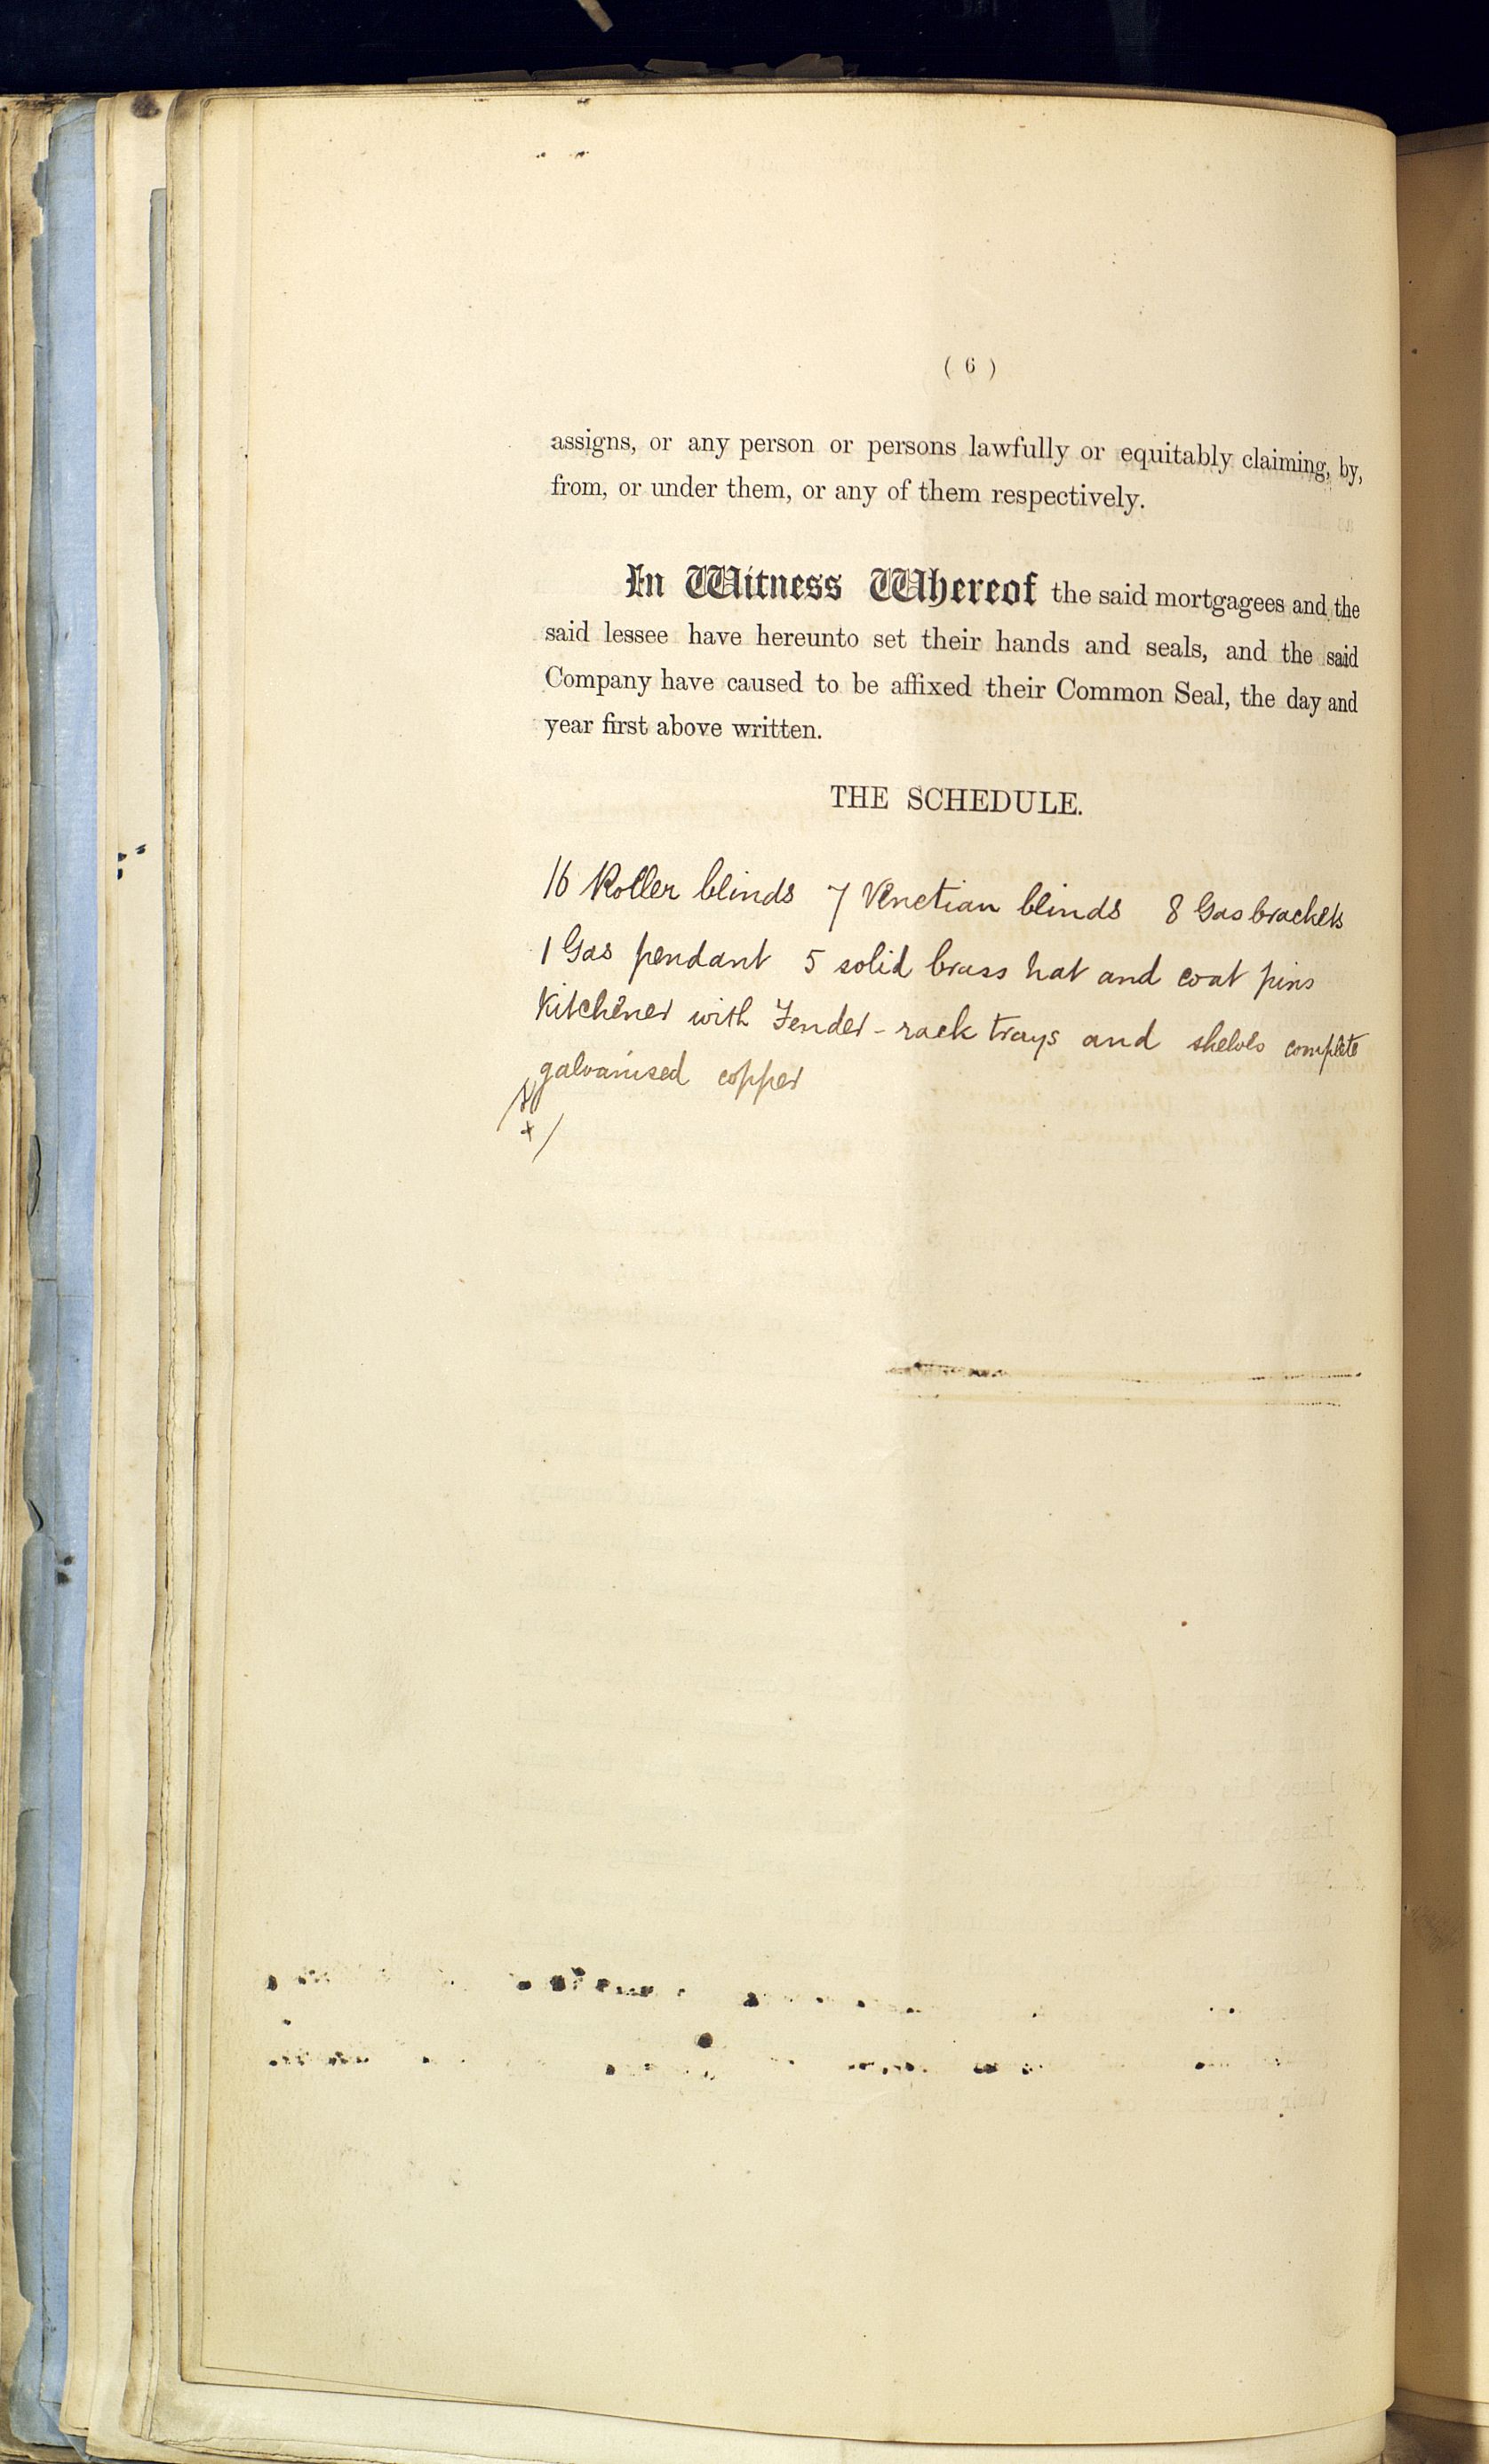 ( 6 )
assigns, or any person or persons lawfully or equitably claiming, by,
from, or under them, or any of them respectively.
In Witness Whereof the said mortgagees and the
said lessee have hereunto set their hands and seals, and the said
Company have caused to be affixed their Common Seal, the day and
year first above written.
THE SCHEDULE.
16 Roller blinds 7 Venetian blinds 8 Gas brackets
1 Gas pendant 5 solid brass hat and coat pins
Kitchener with Fender - rack trays and shelves complete
galvanised copper